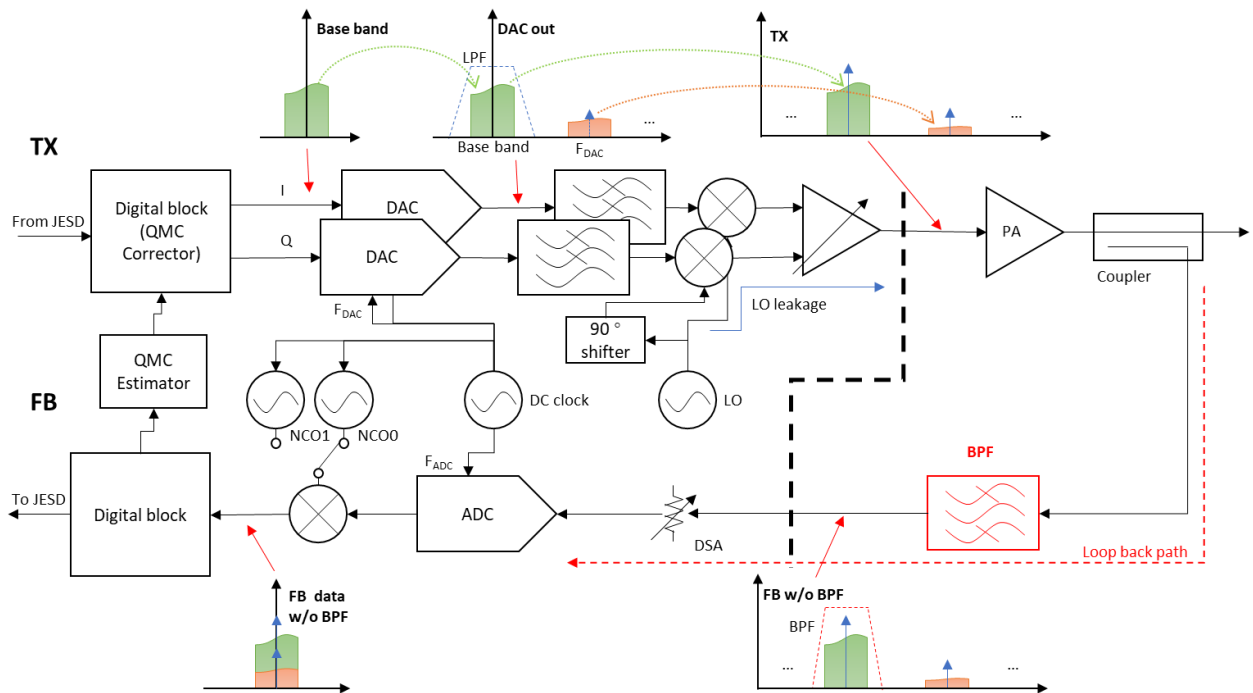 Base band
DAC out
TX
LPF
...
...
...
Base band
F_DAC
TX
From JESD
Digital block
(QMC
Corrector)
I
Q
DAC
DAC
PA
Coupler
F_DAC
LO leakage
90 °
shifter
QMC
Estimator
FB
NCO1
NCO0
DC clock
LO
F_ADC
BPF
To JESD
Digital block
ADC
DSA
Loop back path
FB data
w/o BPF
FB w/o BPF
BPF
...
...